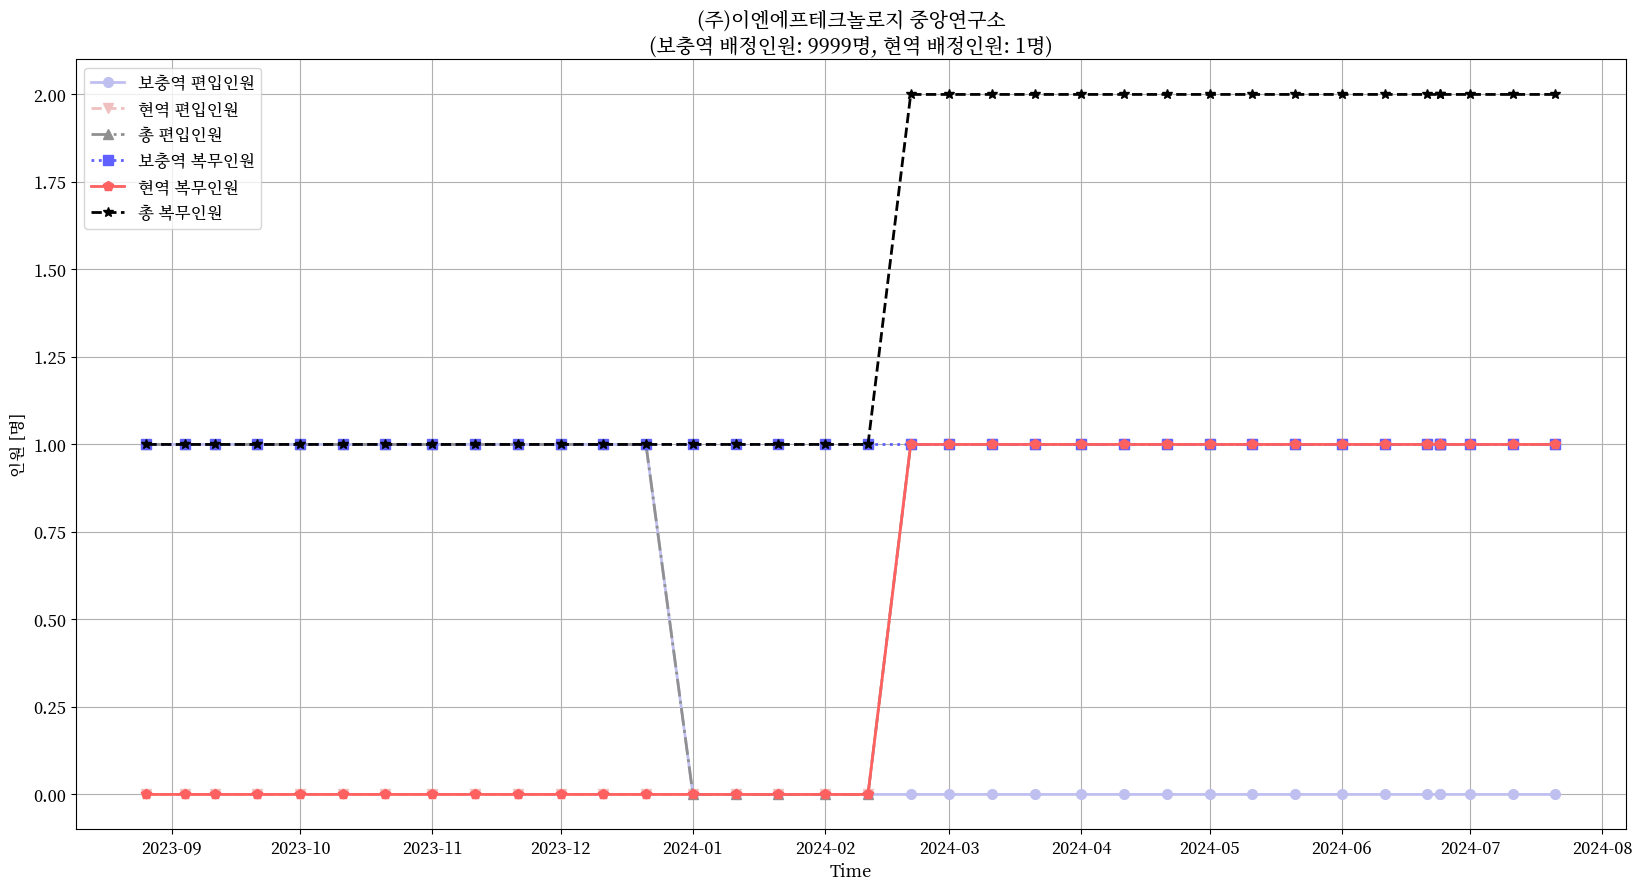 (주)이엔에프테크놀로지 중앙연구소
(보충역 배정인원: 9999명, 현역 배정인원: 1명)
보충역 편입인원
현역 편입인원
총 편입인원
보충역 복무인원
현역 복무인원
총 복무인원
2.00
1.75
1.50
1.25
1.00
0.75
0.50
0.25
0.00
인원 [명]
2023-09 2023-10 2023-11 2023-12 2024-01 2024-02 2024-03 2024-04 2024-05 2024-06 2024-07 2024-08
Time